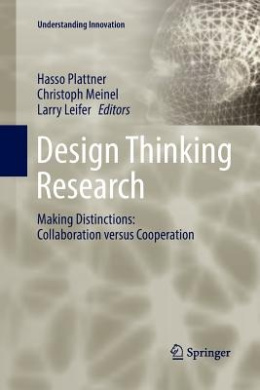 Understanding Innovation
Hasso Plattner
Christoph Meinel
Larry Leifer Editors
Design Thinking
Research
Making Distinctions:
Collaboration versus Cooperation
Springer